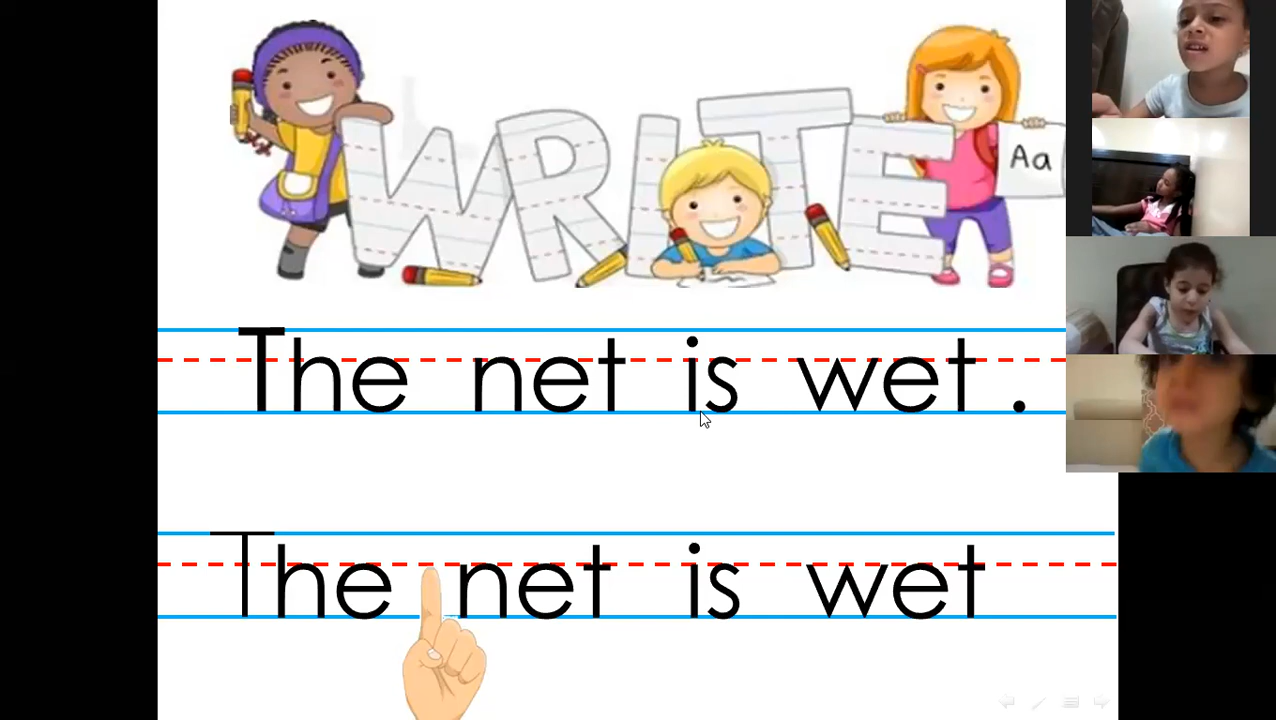 WRITE
Aa
The net is wet .
The net is wet